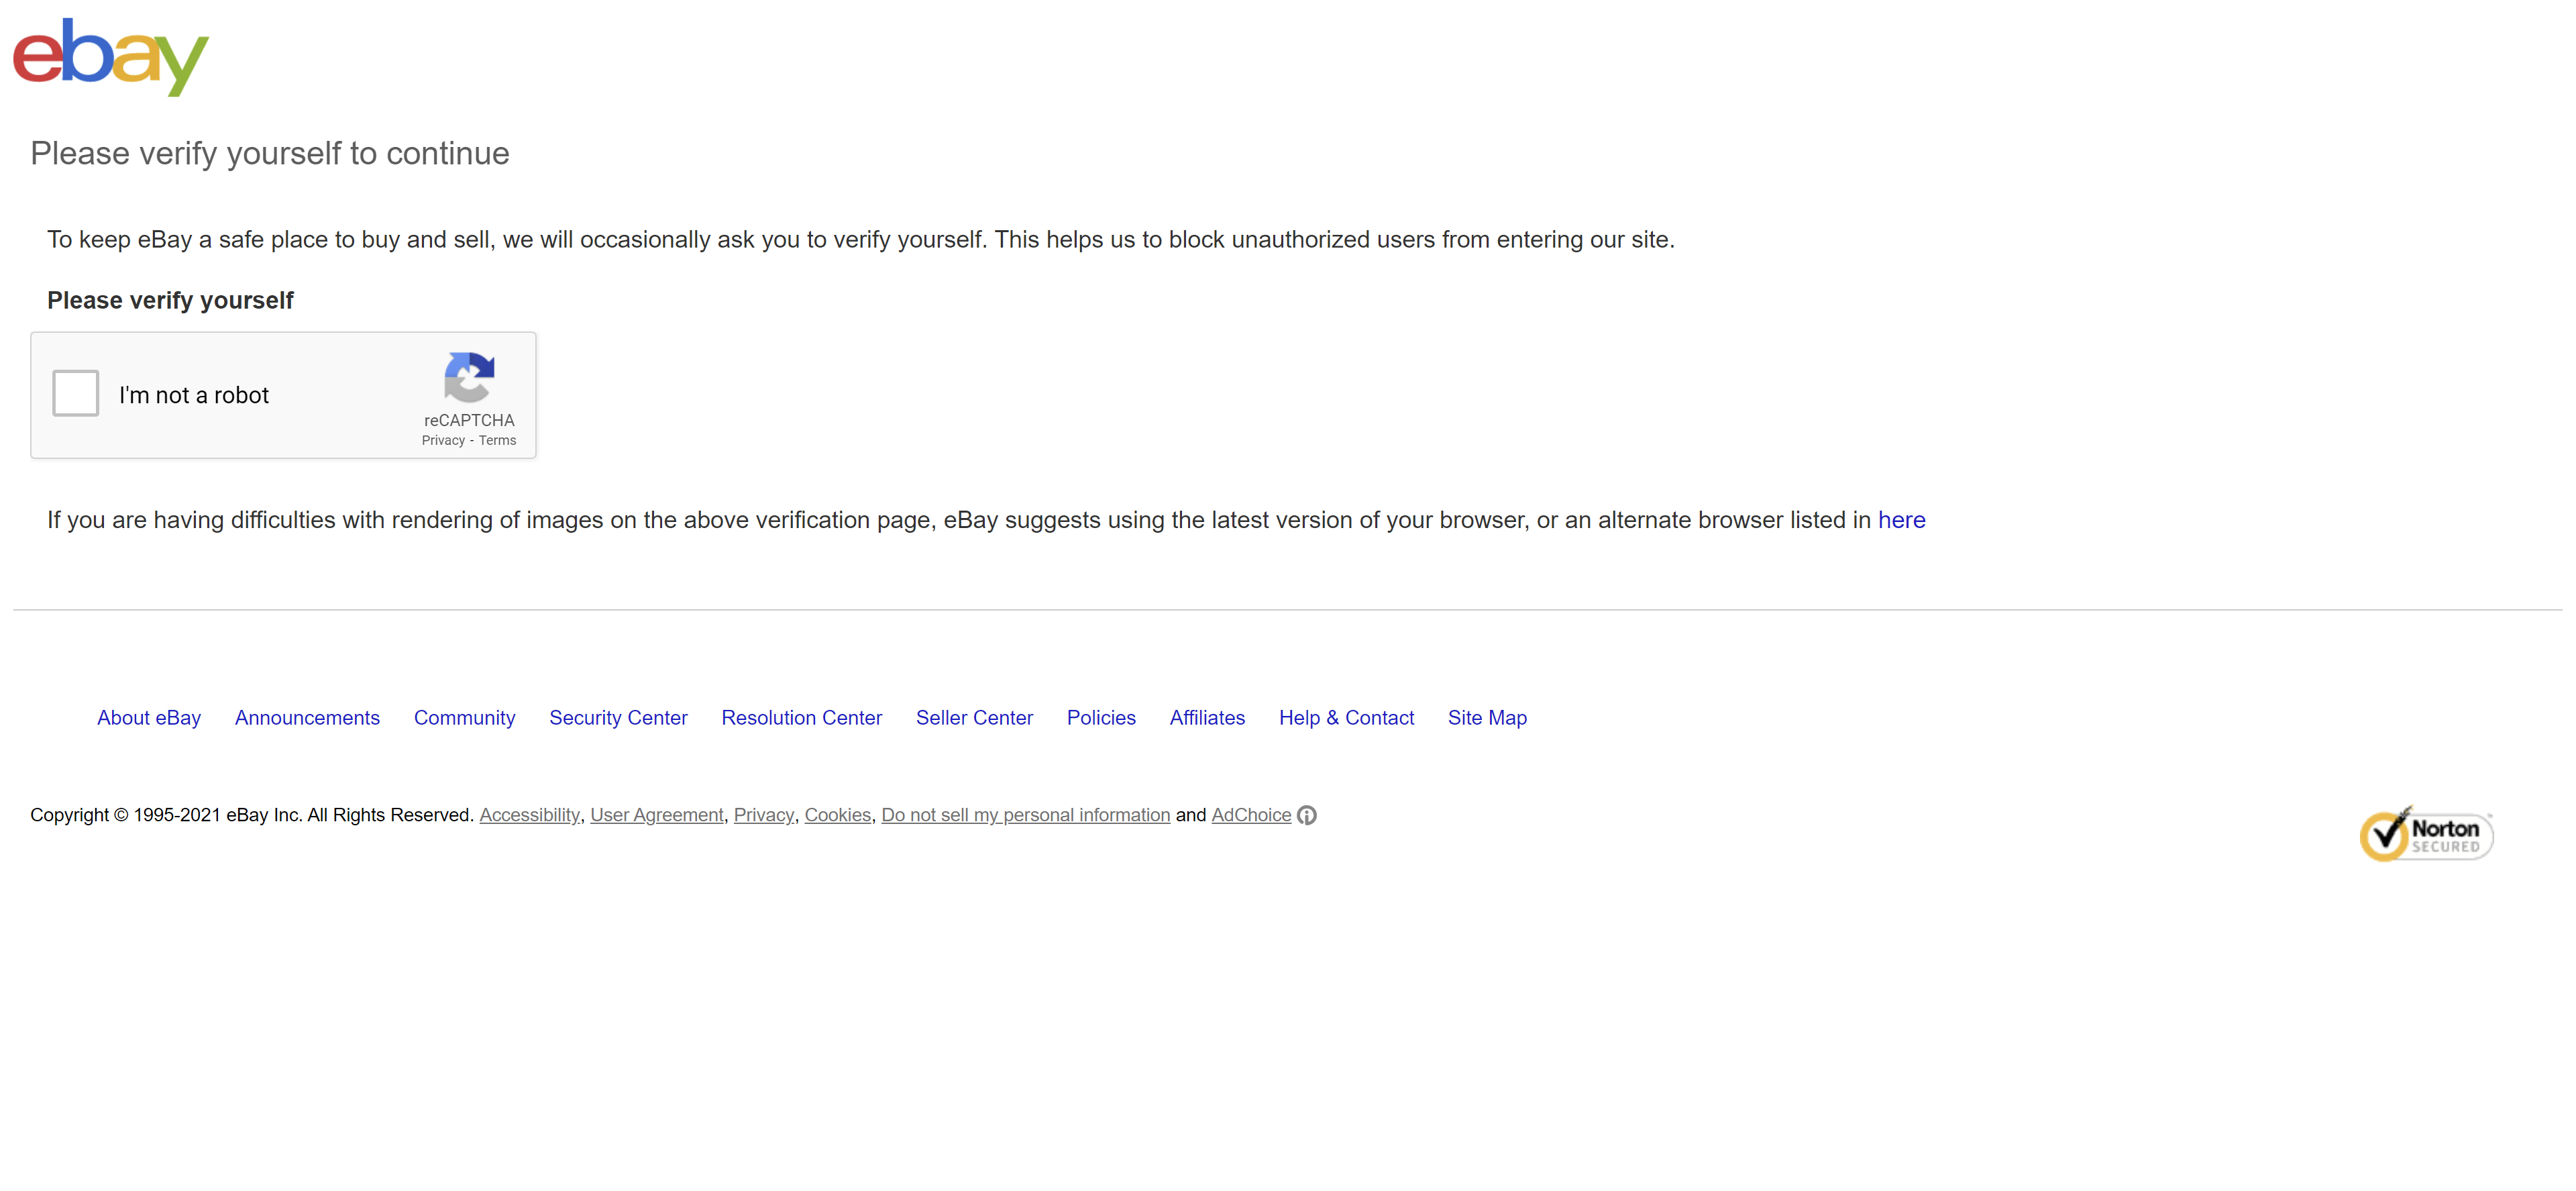 ebay
Please verify yourself to continue
To keep eBay a safe place to buy and sell, we will occasionally ask you to verify yourself. This helps us to block unauthorized users from entering our site.
Please verify yourself
I'm not a robot
reCAPTCHA
Privacy - Terms
If you are having difficulties with rendering of images on the above verification page, eBay suggests using the latest version of your browser, or an alternate browser listed in here
About eBay Announcements Community Security Center Resolution Center Seller Center Policies Affiliates Help & Contact Site Map
Copyright © 1995-2021 eBay Inc. All Rights Reserved. Accessibility, User Agreement, Privacy, Cookies, Do not sell my personal information and AdChoice
Norton
SECURED